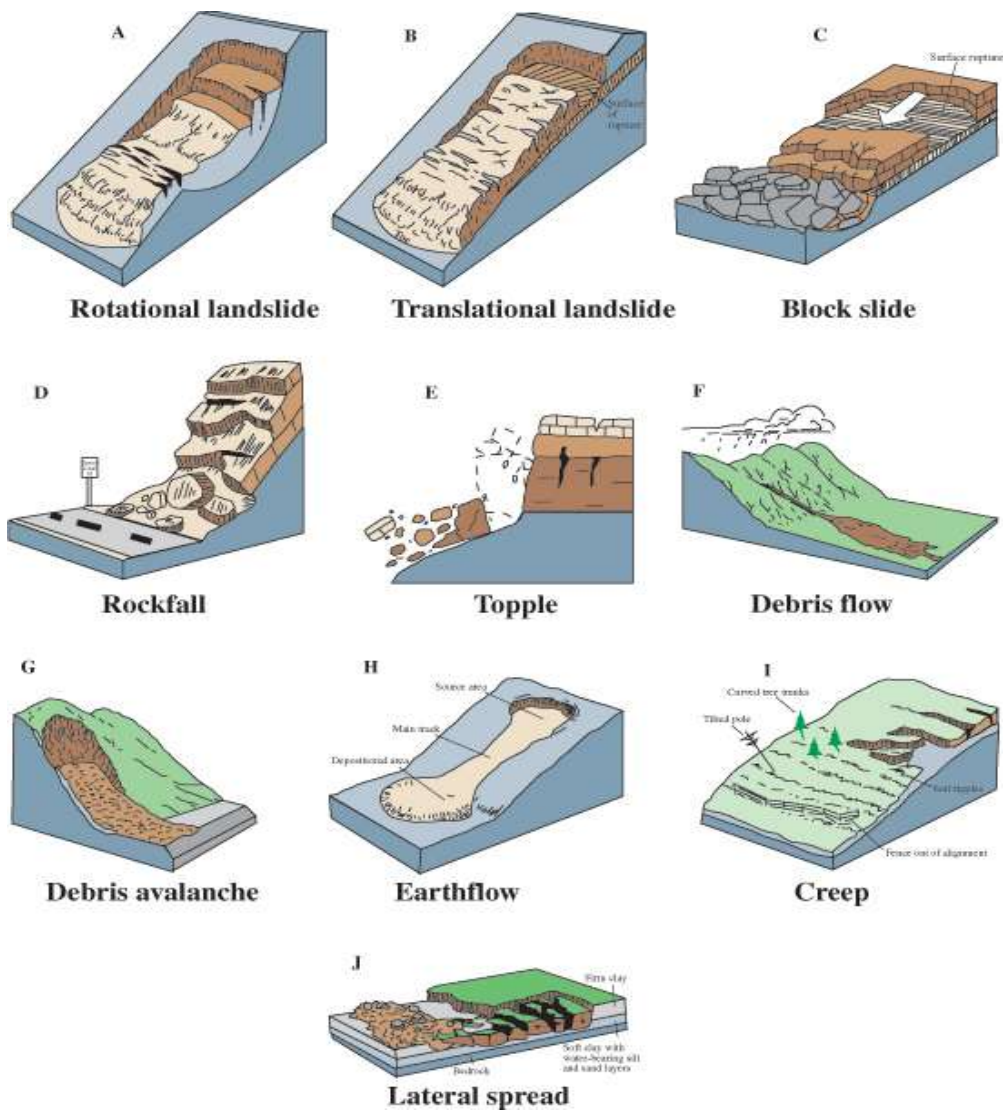 A
B
C
Surface rupture
Surface of
rupture
Toe
Rotational landslide
Translational landslide
Block slide
D
E
F
Rockfall
Topple
Debris flow
G
H
I
Source area
Main track
Depositional area
Curved tree trunks
Tilted pole
Soil ripples
Fence out of alignment
Debris avalanche
Earthflow
Creep
J
Firm clay
Soft clay with
water-bearing silt
and sand layers
Bedrock
Lateral spread